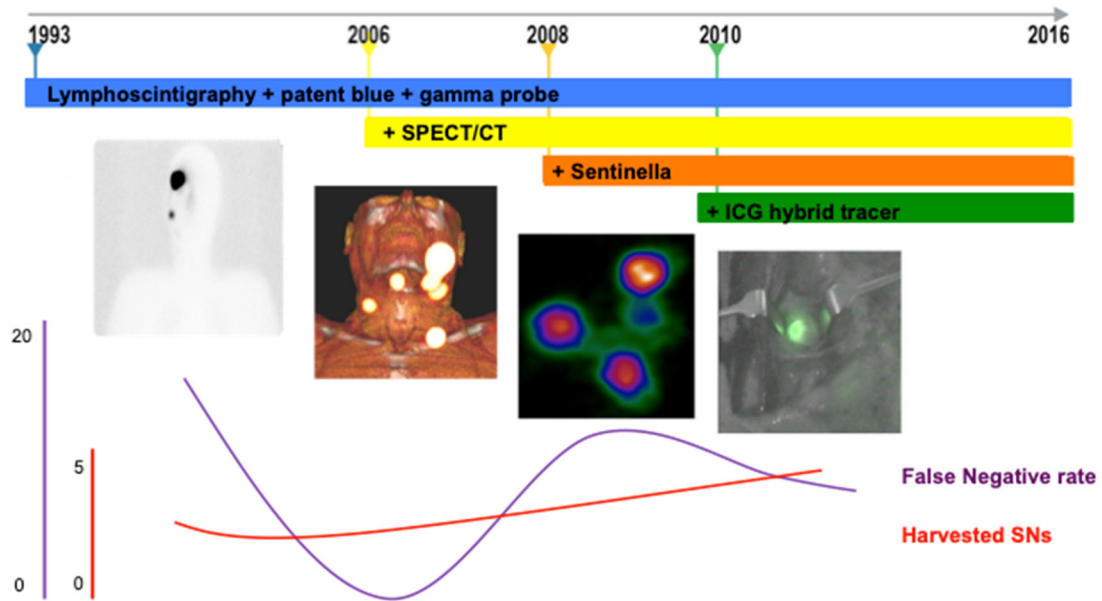 1993 2006 2008 2010 2016
Lymphoscintigraphy + patent blue + gamma probe
+ SPECT/CT
+ Sentinella
+ ICG hybrid tracer
20
5
False Negative rate
Harvested SNs
0
0